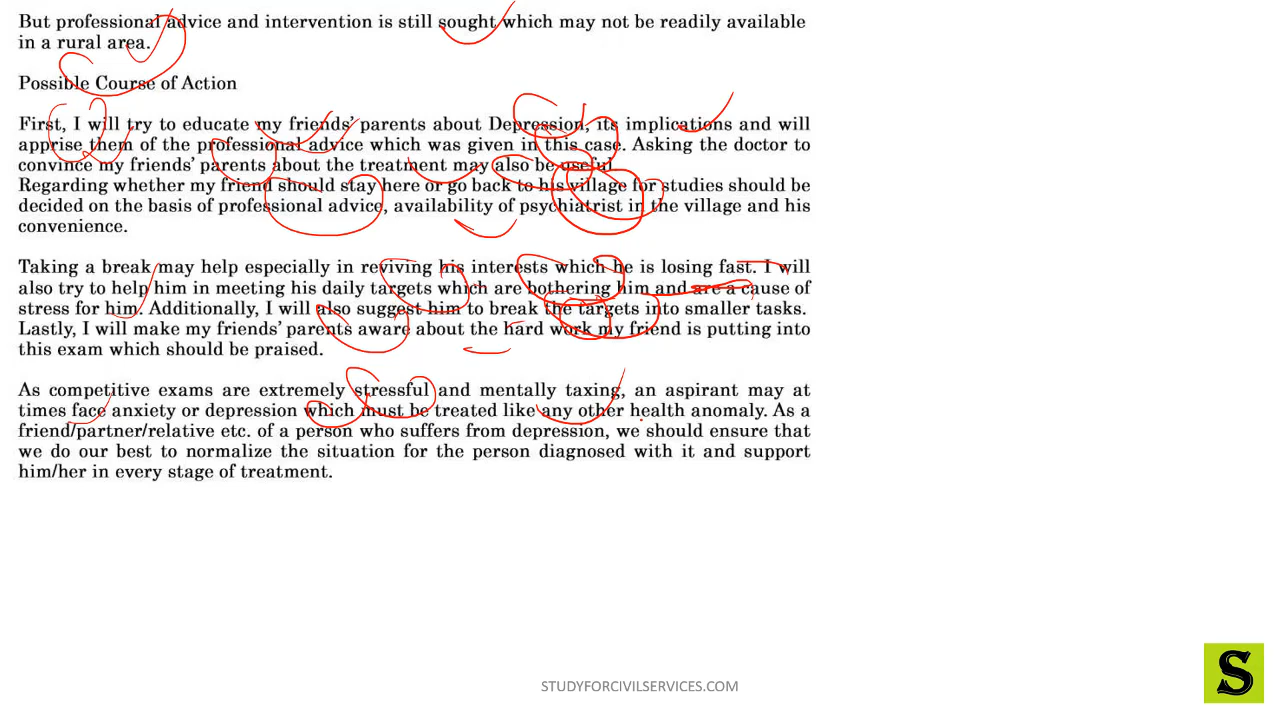 But professional advice and intervention is still sought which may not be readily available
in a rural area.
Possible Course of Action
First, I will try to educate my friends' parents about Depression, its implications and will
apprise them of the professional advice which was given in this case. Asking the doctor to
convince my friends' parents about the treatment may also be useful.
Regarding whether my friend should stay here or go back to his village for studies should be
decided on the basis of professional advice, availability of psychiatrist in the village and his
convenience.
Taking a break may help especially in reviving his interests which he is losing fast. I will
also try to help him in meeting his daily targets which are bothering him and are a cause of
stress for him. Additionally, I will also suggest him to break the targets into smaller tasks.
Lastly, I will make my friends' parents aware about the hard work my friend is putting into
this exam which should be praised.
As competitive exams are extremely stressful and mentally taxing, an aspirant may at
times face anxiety or depression which must be treated like any other health anomaly. As a
friend/partner/relative etc. of a person who suffers from depression, we should ensure that
we do our best to normalize the situation for the person diagnosed with it and support
him/her in every stage of treatment.
STUDYFORCIVILSERVICES.COM
S